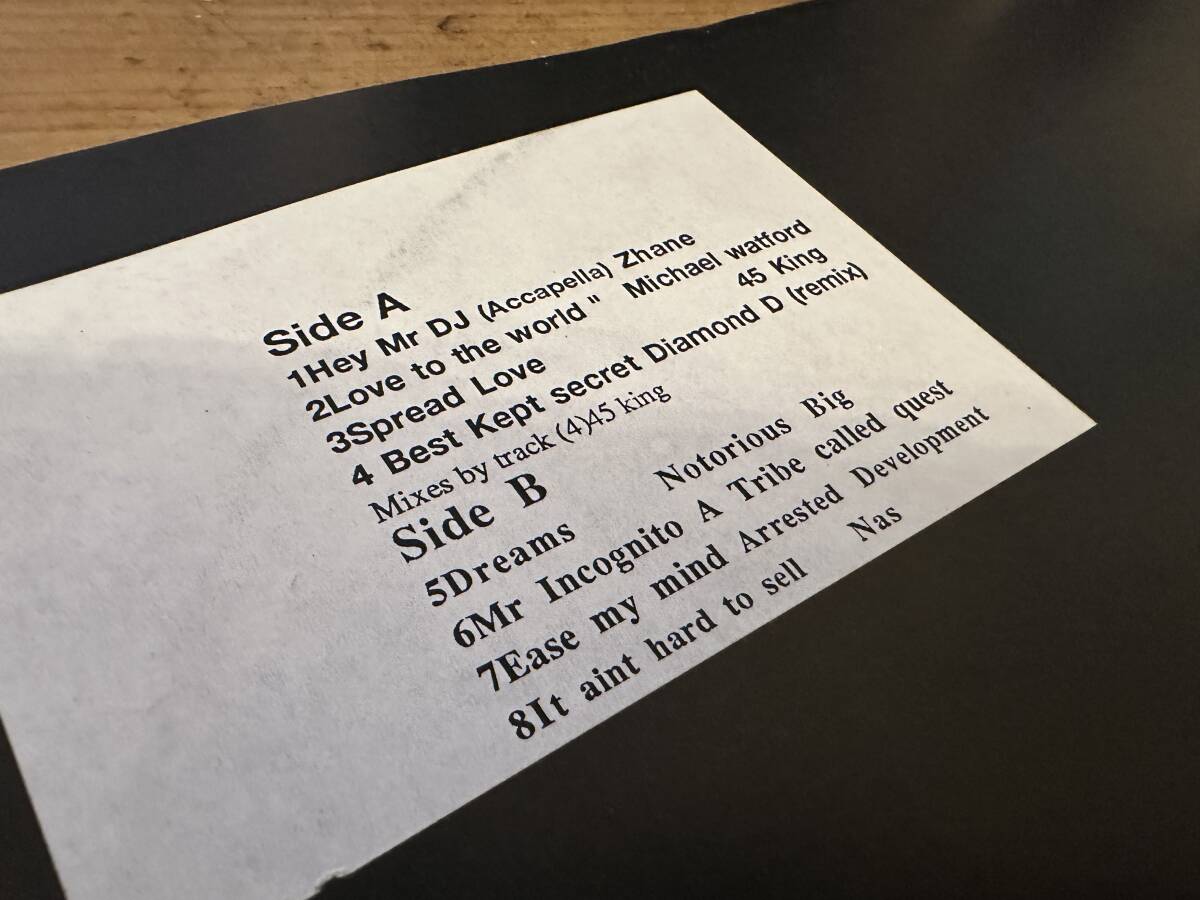 Side A
1Hey Mr DJ (Accapella) Zhane
2Love to the world " Michael watford
3Spread Love 45 King
4 Best Kept secret Diamond D (remix)
Mixes by track (4)45 king
Side B
5Dreams Notorious Big
6Mr Incognito A Tribe called quest
7Ease my mind Arrested Development
8It aint hard to sell Nas